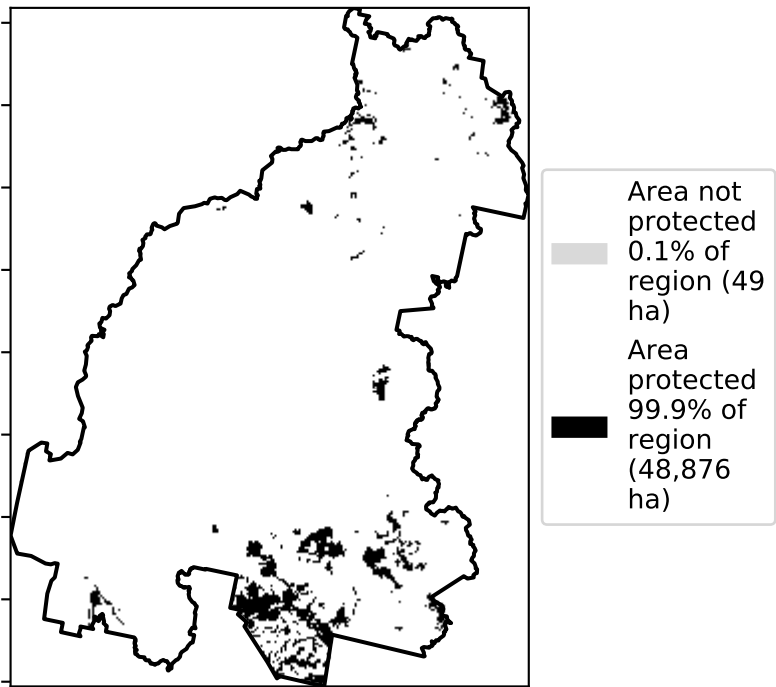 Area not
protected
0.1% of
region (49
ha)
Area
protected
99.9% of
region
(48,876
ha)